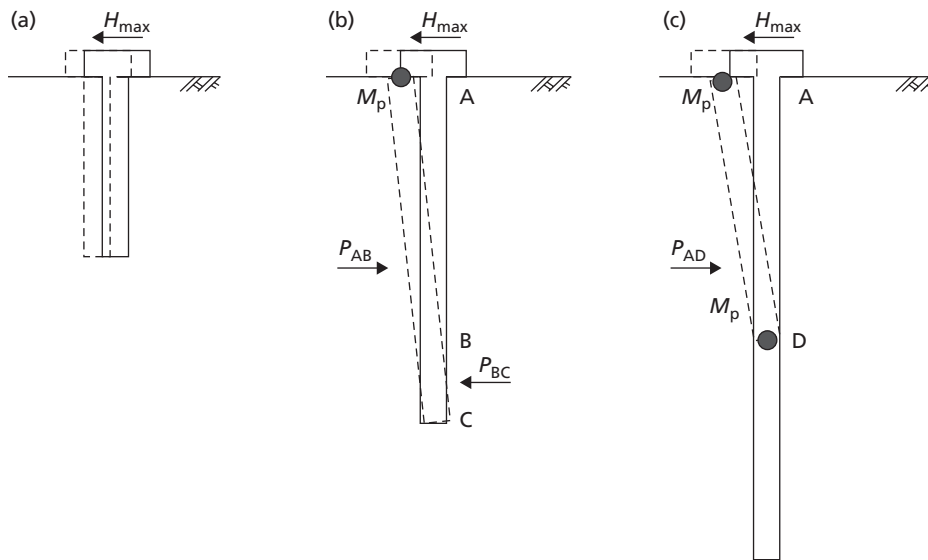 (a)
H_max
(b)
H_max
M_p
A
P_AB
B
P_BC
C
(c)
H_max
M_p
A
P_AD
M_p
D